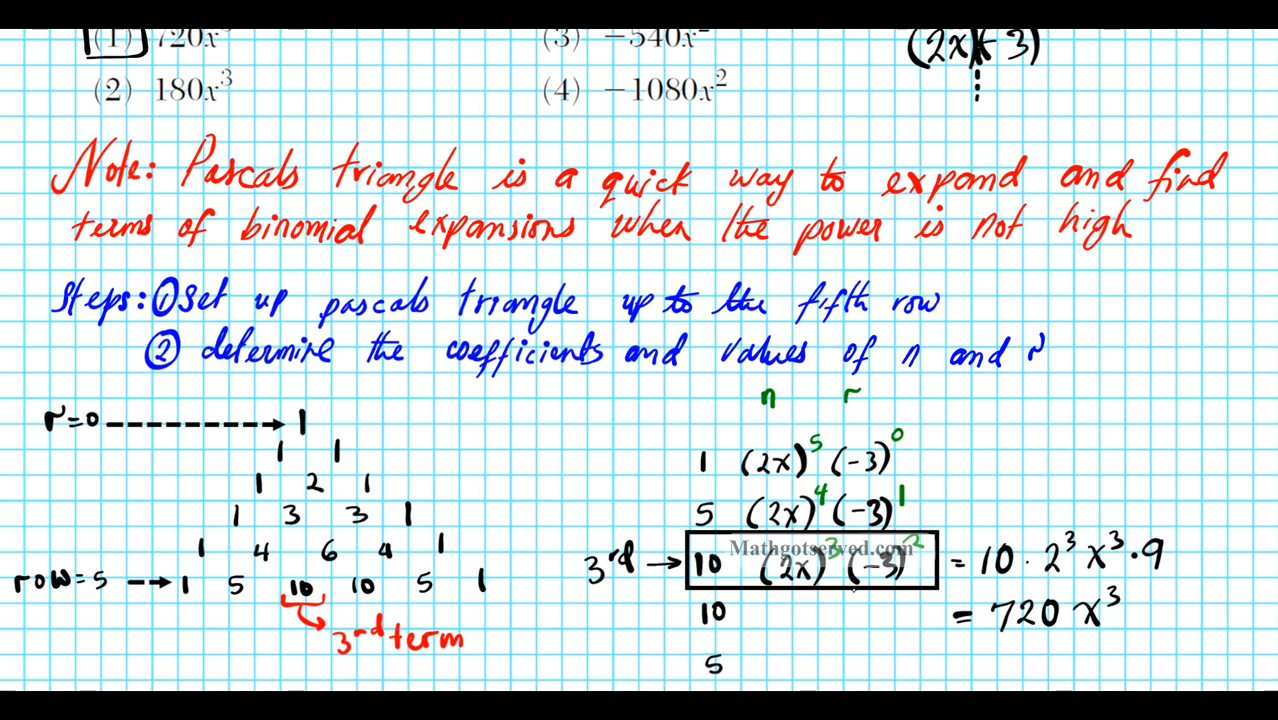 (1) 720x³ (3) −540x² (2x + − 3)
(2) 180x³ (4) −1080x²
Note: Pascals triangle is a quick way to expand and find
terms of binomial expansions when the power is not high
Steps: ① Set up pascals triangle up to the fifth row
② determine the coefficients and values of n and r
n r
r=0 1
1 1
1 2 1
1 3 3 1
1 4 6 4 1
row=5 1 5 10 10 5 1
3rd term
1 (2x)⁵ (-3)⁰
5 (2x)⁴ (-3)¹
Mathgotserved.com
3rd → 10 (2x)³ (-3)² = 10 · 2³ x³ · 9
10 = 720 x³
5